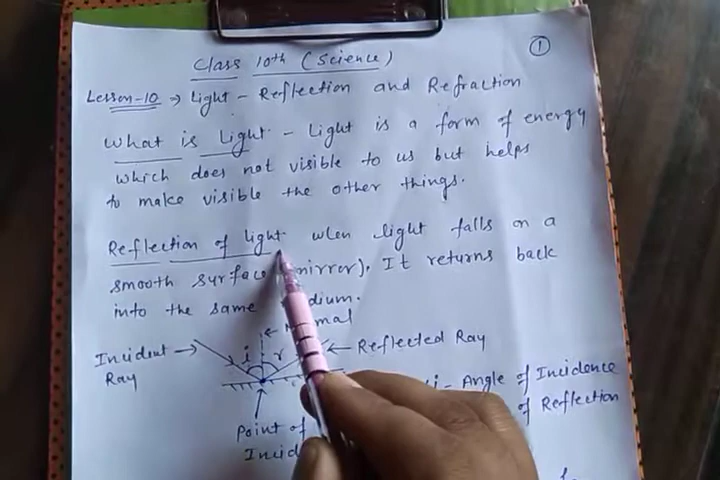 Class 10th (Science)
1
Lesson-10 → Light - Reflection and Refraction
What is Light - Light is a form of energy
which does not visible to us but helps
to make visible the other things.
Reflection of light when light falls on a
smooth surface mirror). It returns back
into the same
← Normal
Incident → i r ← Reflected Ray
Ray
i - Angle of Incidence
of Reflection
Point of